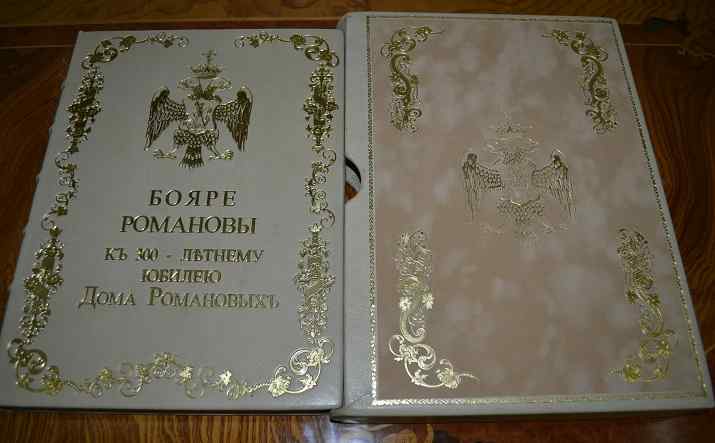 БОЯРЕ
РОМАНОВЫ
КЪ 300 - ЛѢТНЕМУ
ЮБИЛЕЮ
ДОМА РОМАНОВЫХЪ